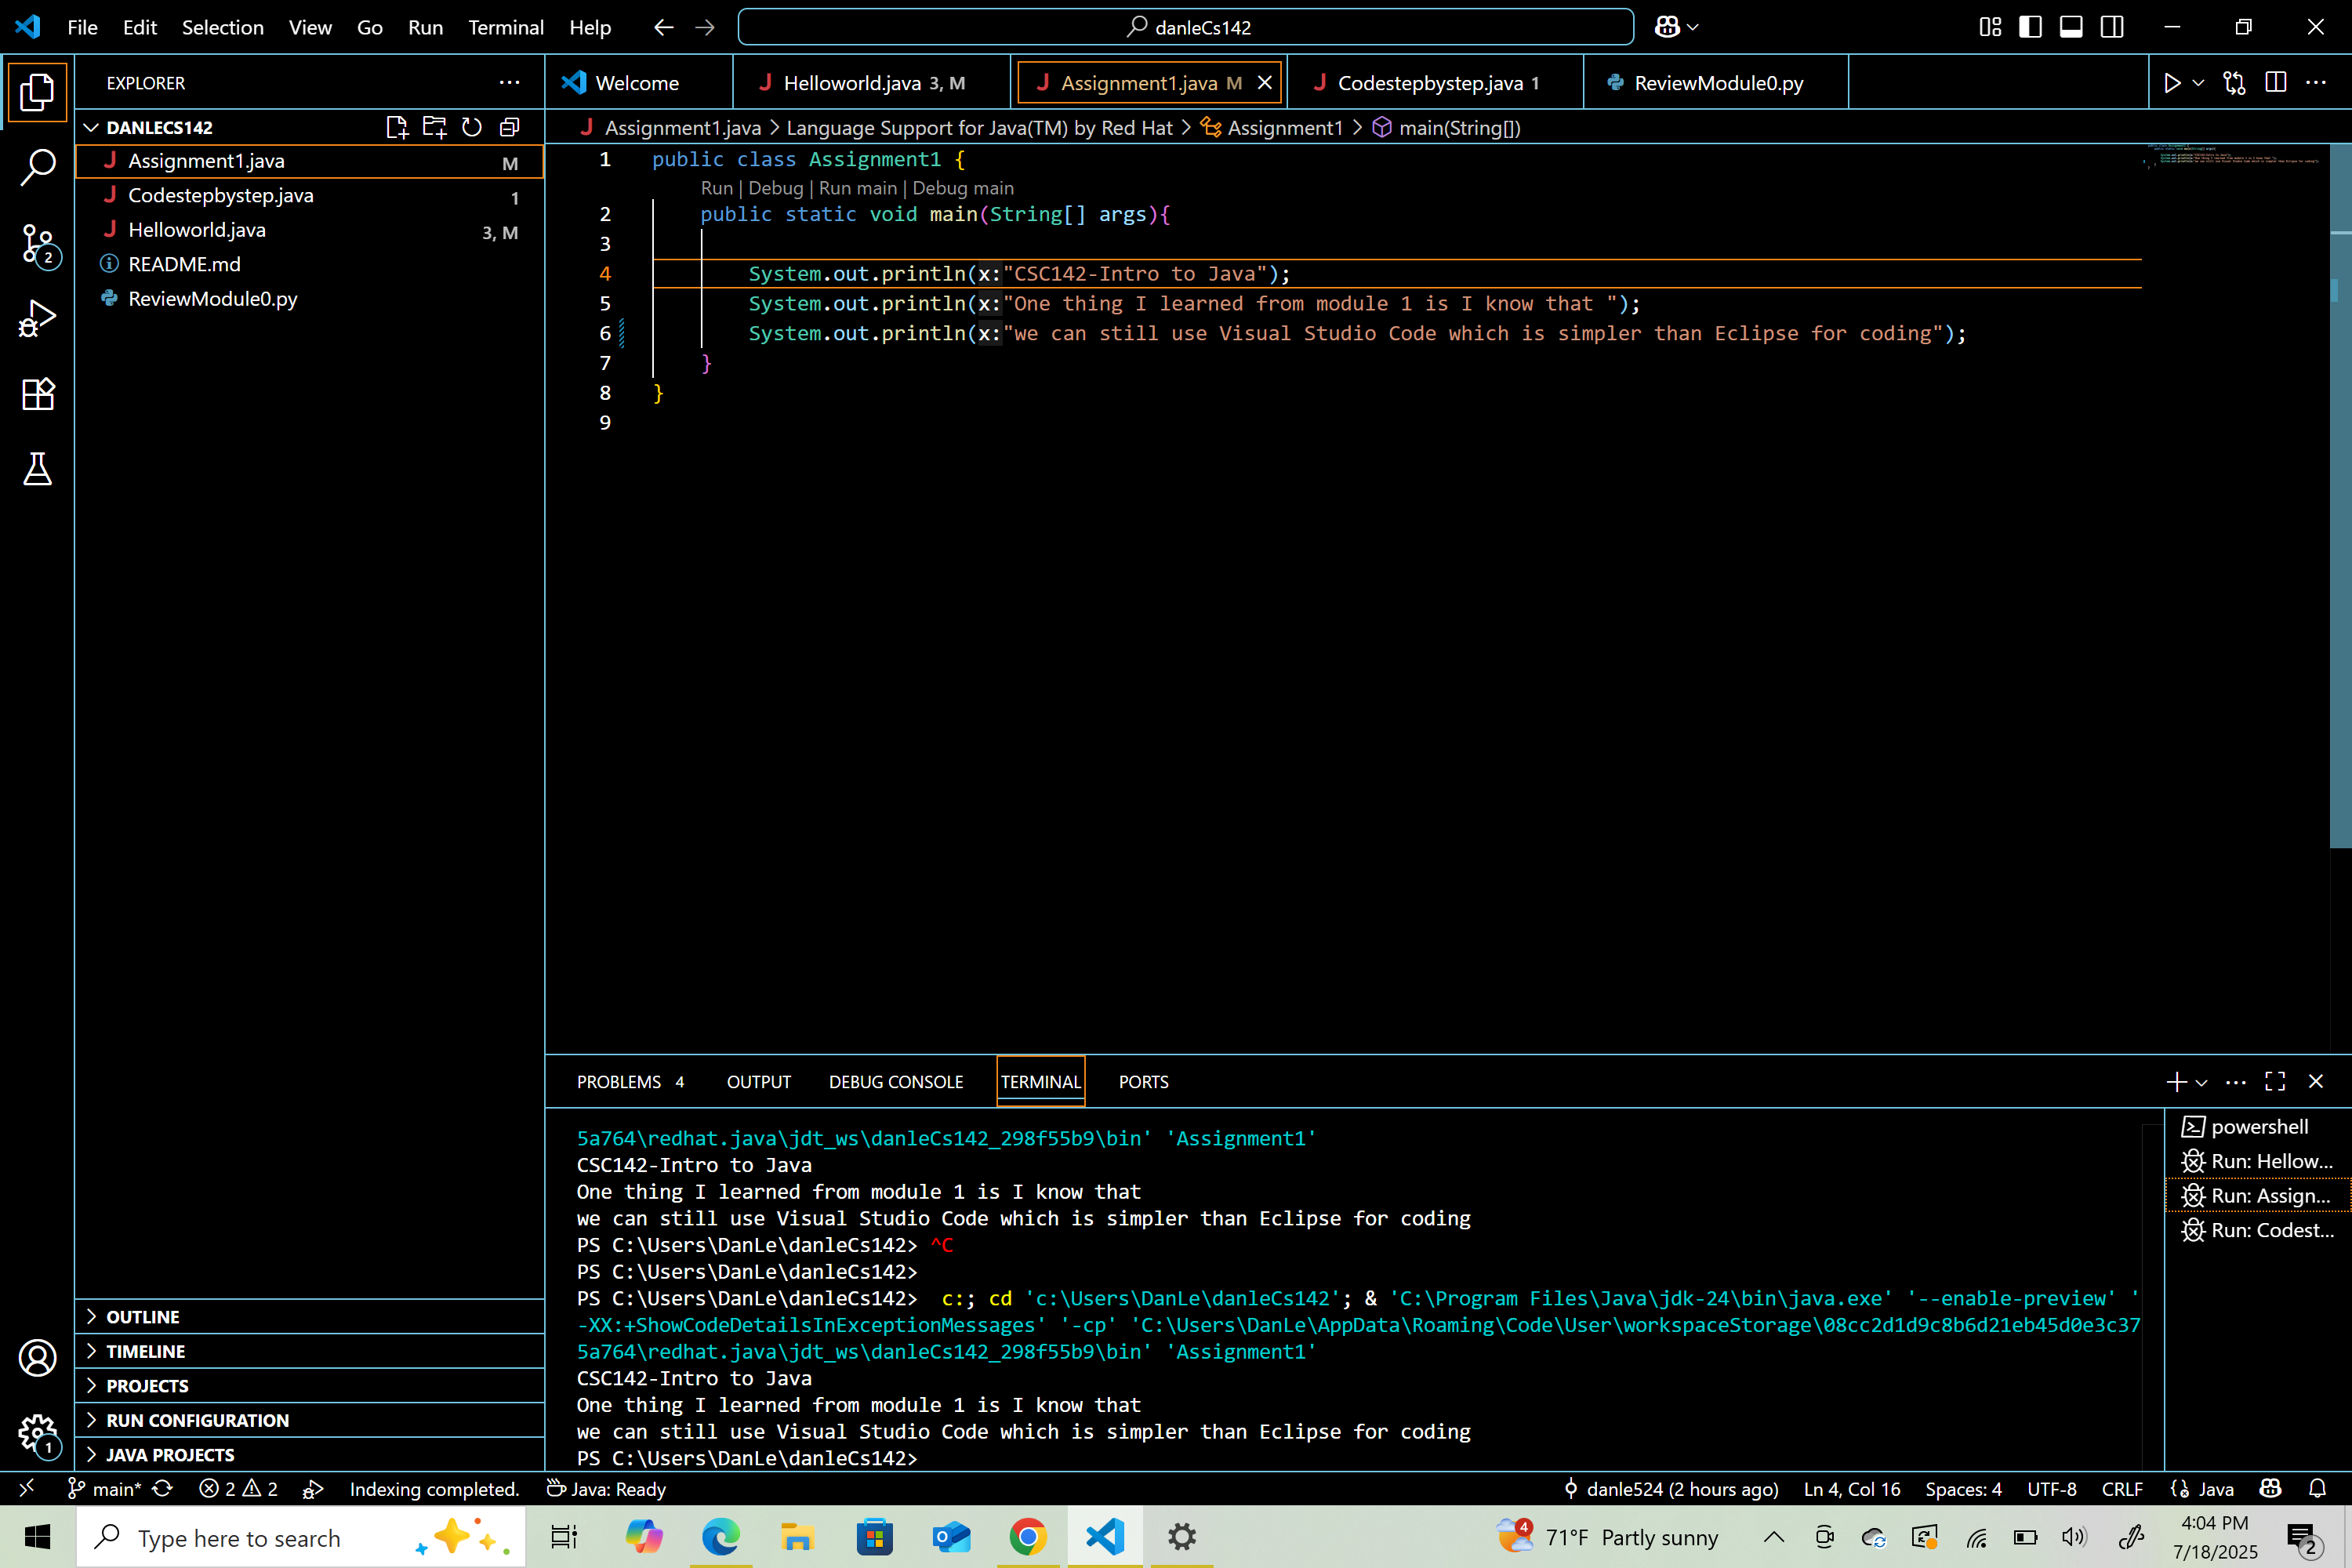 File Edit Selection View Go Run Terminal Help danleCs142
EXPLORER
Welcome Helloworld.java 3, M Assignment1.java M Codestepbystep.java 1 ReviewModule0.py
DANLECS142
Assignment1.java M
Codestepbystep.java 1
Helloworld.java 3, M
README.md
ReviewModule0.py
2
Assignment1.java > Language Support for Java(TM) by Red Hat > Assignment1 > main(String[])
1 public class Assignment1 {
Run | Debug | Run main | Debug main
2 public static void main(String[] args){
3
4 System.out.println(x:"CSC142-Intro to Java");
5 System.out.println(x:"One thing I learned from module 1 is I know that ");
6 System.out.println(x:"we can still use Visual Studio Code which is simpler than Eclipse for coding");
7 }
8 }
9
OUTLINE
TIMELINE
PROJECTS
RUN CONFIGURATION
JAVA PROJECTS
1
PROBLEMS 4 OUTPUT DEBUG CONSOLE TERMINAL PORTS
5a764\redhat.java\jdt_ws\danleCs142_298f55b9\bin' 'Assignment1'
CSC142-Intro to Java
One thing I learned from module 1 is I know that
we can still use Visual Studio Code which is simpler than Eclipse for coding
PS C:\Users\DanLe\danleCs142> ^C
PS C:\Users\DanLe\danleCs142>
PS C:\Users\DanLe\danleCs142> c:; cd 'c:\Users\DanLe\danleCs142'; & 'C:\Program Files\Java\jdk-24\bin\java.exe' '--enable-preview' '
-XX:+ShowCodeDetailsInExceptionMessages' '-cp' 'C:\Users\DanLe\AppData\Roaming\Code\User\workspaceStorage\08cc2d1d9c8b6d21eb45d0e3c37
5a764\redhat.java\jdt_ws\danleCs142_298f55b9\bin' 'Assignment1'
CSC142-Intro to Java
One thing I learned from module 1 is I know that
we can still use Visual Studio Code which is simpler than Eclipse for coding
PS C:\Users\DanLe\danleCs142>
powershell
Run: Hellow...
Run: Assign...
Run: Codest...
main* 2 2 Indexing completed. Java: Ready danle524 (2 hours ago) Ln 4, Col 16 Spaces: 4 UTF-8 CRLF Java
Type here to search 4 71°F Partly sunny 4:04 PM
7/18/2025 2